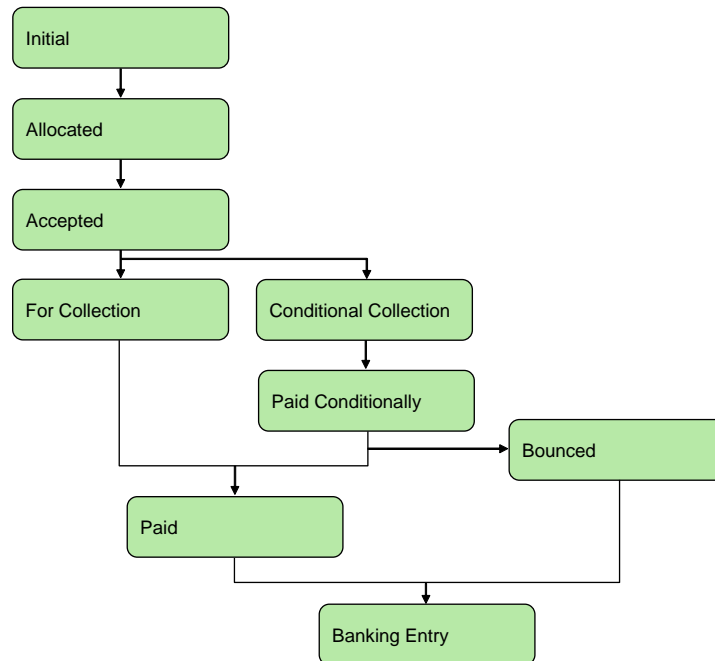 Initial
Allocated
Accepted
For Collection
Conditional Collection
Paid Conditionally
Bounced
Paid
Banking Entry